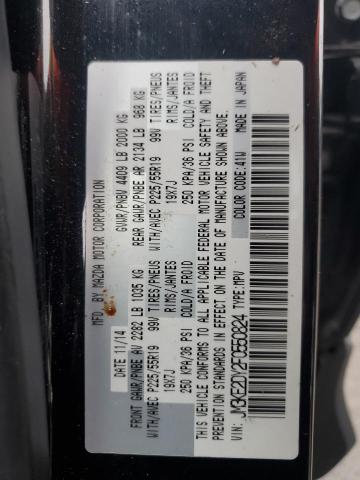 MFD. BY MAZDA MOTOR CORPORATION
DATE 11/14 GWR/PNBV 4409 LB 2000 KG
FRONT GAWR/PNBE AV 2282 LB 1035 KG REAR GAWR/PNBE AR 2134 LB 968 KG
WITH/AVEC P225/55R19 99V TIRES/PNEUS WITH/AVEC P225/55R19 99V TIRES/PNEUS
19X7J RIMS/JANTES 19X7J RIMS/JANTES
250 KPA/36 PSI COLD/A FROID 250 KPA/36 PSI COLD/A FROID
THIS VEHICLE CONFORMS TO ALL APPLICABLE FEDERAL MOTOR VEHICLE SAFETY AND THEFT
PREVENTION STANDARDS IN EFFECT ON THE DATE OF MANUFACTURE SHOWN ABOVE.
VIN: JM3KE2DY2F0550824 TYPE:MPV COLOR CODE:41V MADE IN JAPAN